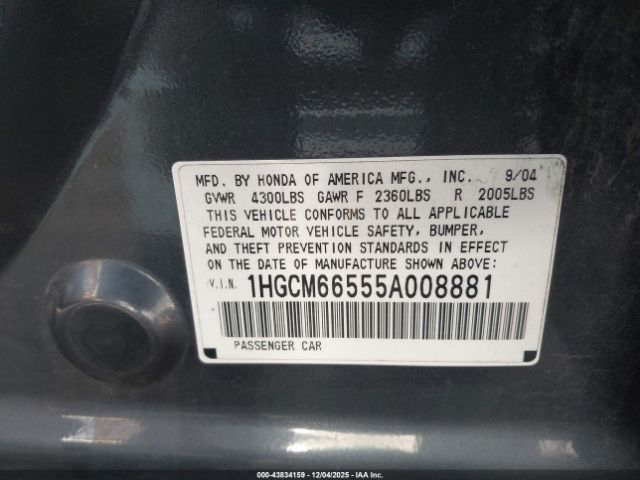 MFD. BY HONDA OF AMERICA MFG., INC. 9/04
GVWR 4300LBS GAWR F 2360LBS R 2005LBS
THIS VEHICLE CONFORMS TO ALL APPLICABLE
FEDERAL MOTOR VEHICLE SAFETY, BUMPER,
AND THEFT PREVENTION STANDARDS IN EFFECT
ON THE DATE OF MANUFACTURE SHOWN ABOVE:
V.I.N. 1HGCM66555A008881
PASSENGER CAR
000-43834159 - 12/04/2025 - IAA Inc.